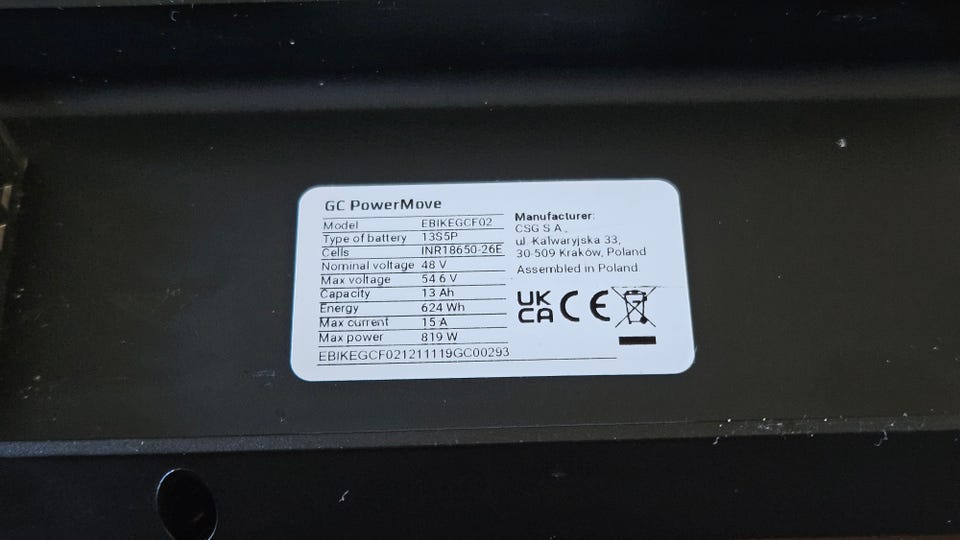 GC PowerMove
Model EBIKEGCF02
Type of battery 13S5P
Cells INR18650-26E
Nominal voltage 48 V
Max voltage 54.6 V
Capacity 13 Ah
Energy 624 Wh
Max current 15 A
Max power 819 W
EBIKEGCF021211119GC00293
Manufacturer:
CSG S.A.,
ul. Kalwaryjska 33,
30-509 Kraków, Poland
Assembled in Poland
UK
CA CE